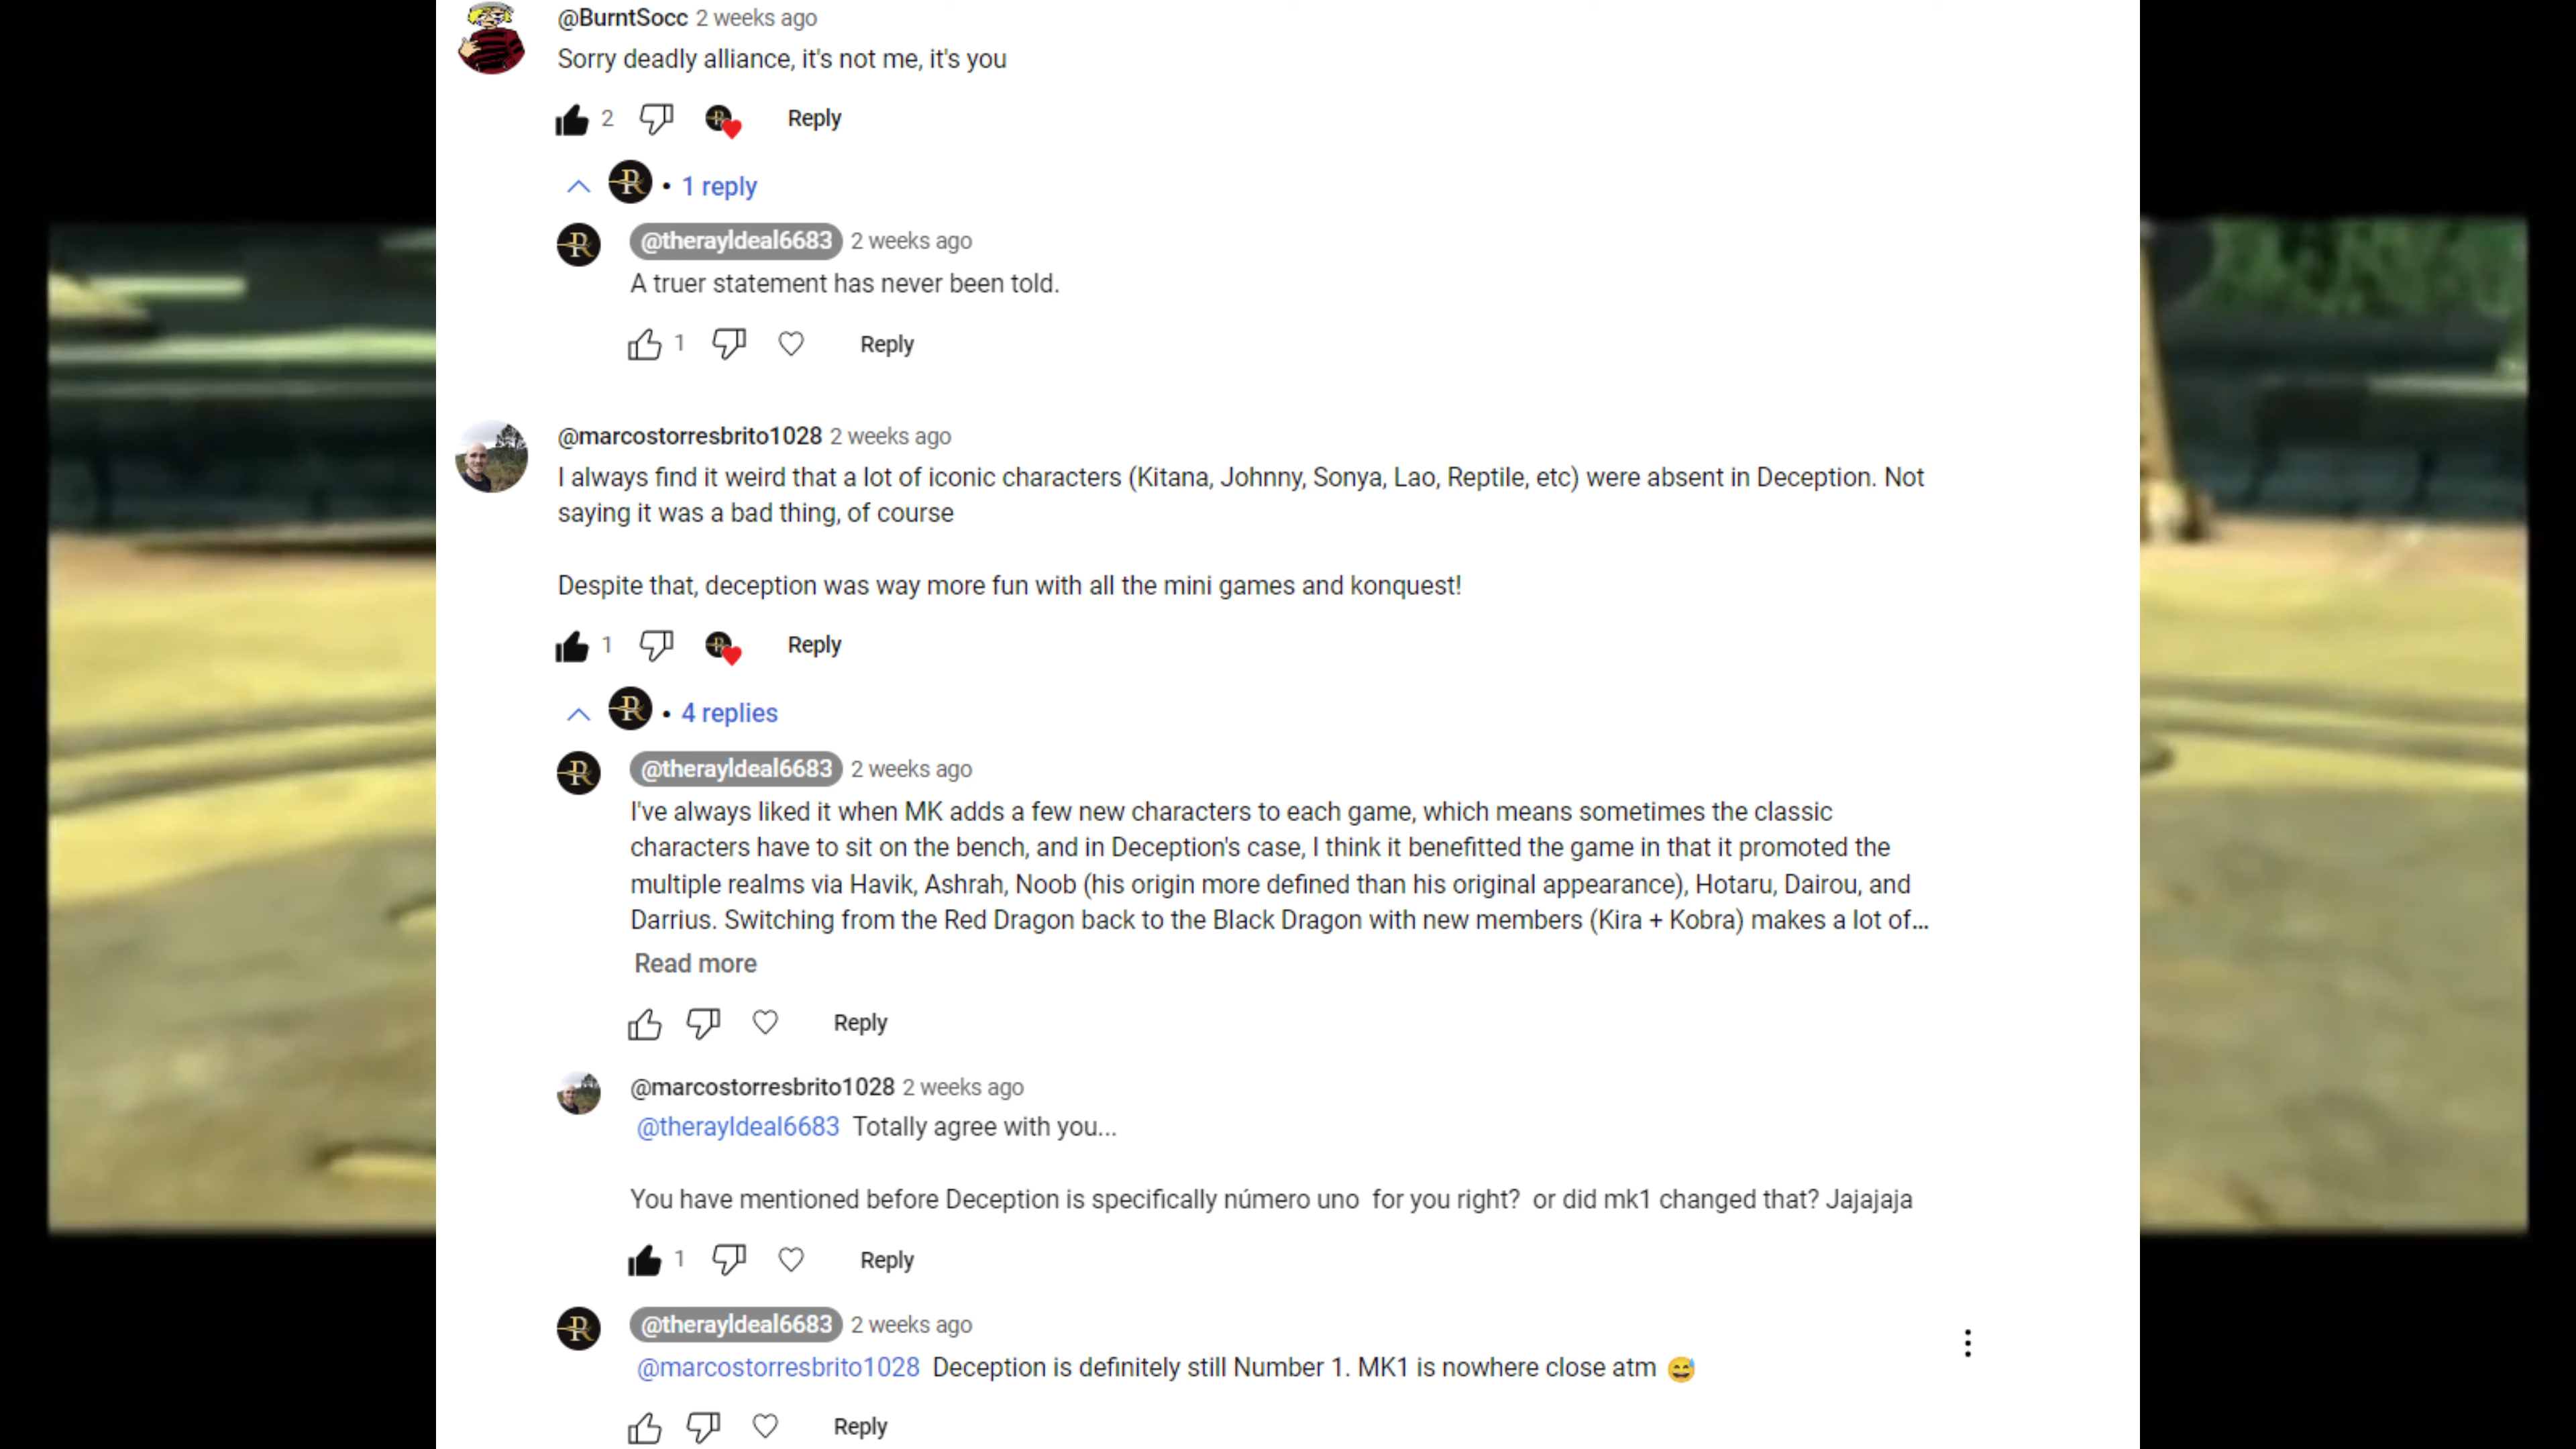 @BurntSocc 2 weeks ago
Sorry deadly alliance, it's not me, it's you
2 Reply
R • 1 reply
@therayIdeal6683 2 weeks ago
A truer statement has never been told.
1 Reply
@marcostorresbrito1028 2 weeks ago
I always find it weird that a lot of iconic characters (Kitana, Johnny, Sonya, Lao, Reptile, etc) were absent in Deception. Not
saying it was a bad thing, of course
Despite that, deception was way more fun with all the mini games and konquest!
1 Reply
R • 4 replies
@therayIdeal6683 2 weeks ago
I've always liked it when MK adds a few new characters to each game, which means sometimes the classic
characters have to sit on the bench, and in Deception's case, I think it benefitted the game in that it promoted the
multiple realms via Havik, Ashrah, Noob (his origin more defined than his original appearance), Hotaru, Dairou, and
Darrius. Switching from the Red Dragon back to the Black Dragon with new members (Kira + Kobra) makes a lot of...
Read more
Reply
@marcostorresbrito1028 2 weeks ago
@therayIdeal6683 Totally agree with you...
You have mentioned before Deception is specifically número uno for you right? or did mk1 changed that? Jajajaja
1 Reply
@therayIdeal6683 2 weeks ago
@marcostorresbrito1028 Deception is definitely still Number 1. MK1 is nowhere close atm 😅
Reply